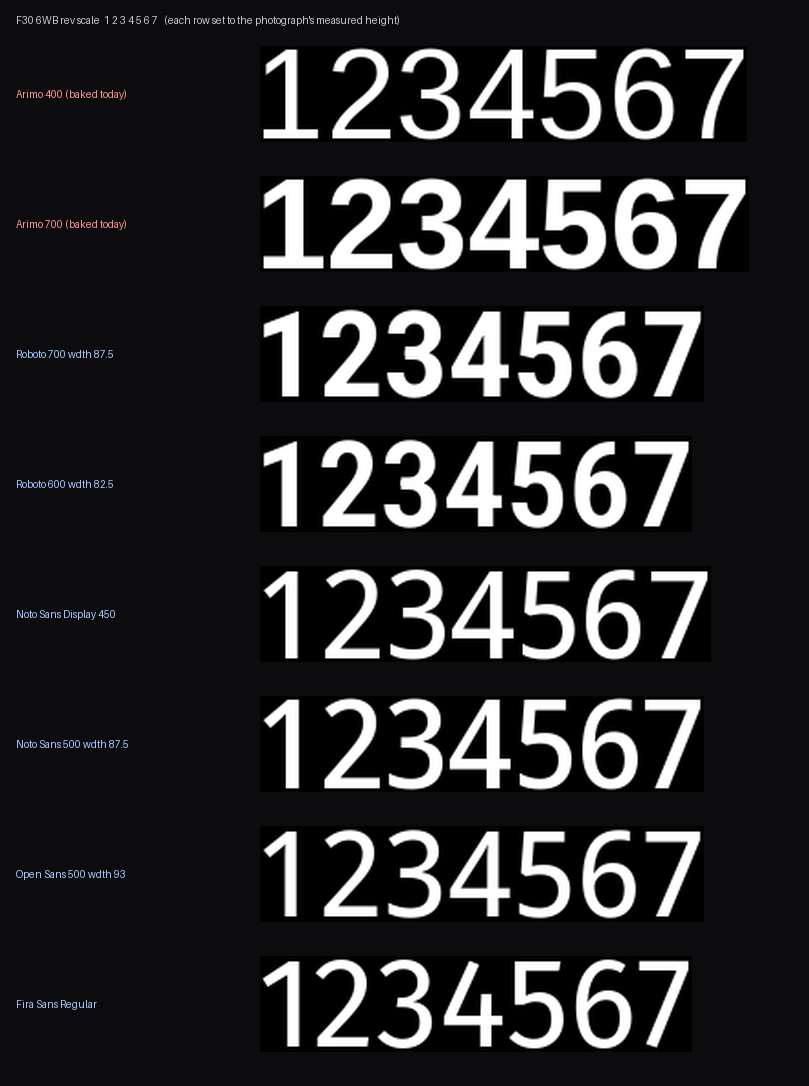 F30 6WB rev scale 1 2 3 4 5 6 7 (each row set to the photograph's measured height)
Arimo 400 (baked today) 1234567
Arimo 700 (baked today) 1234567
Roboto 700 wdth 87.5 1234567
Roboto 600 wdth 82.5 1234567
Noto Sans Display 450 1234567
Noto Sans 500 wdth 87.5 1234567
Open Sans 500 wdth 93 1234567
Fira Sans Regular 1234567